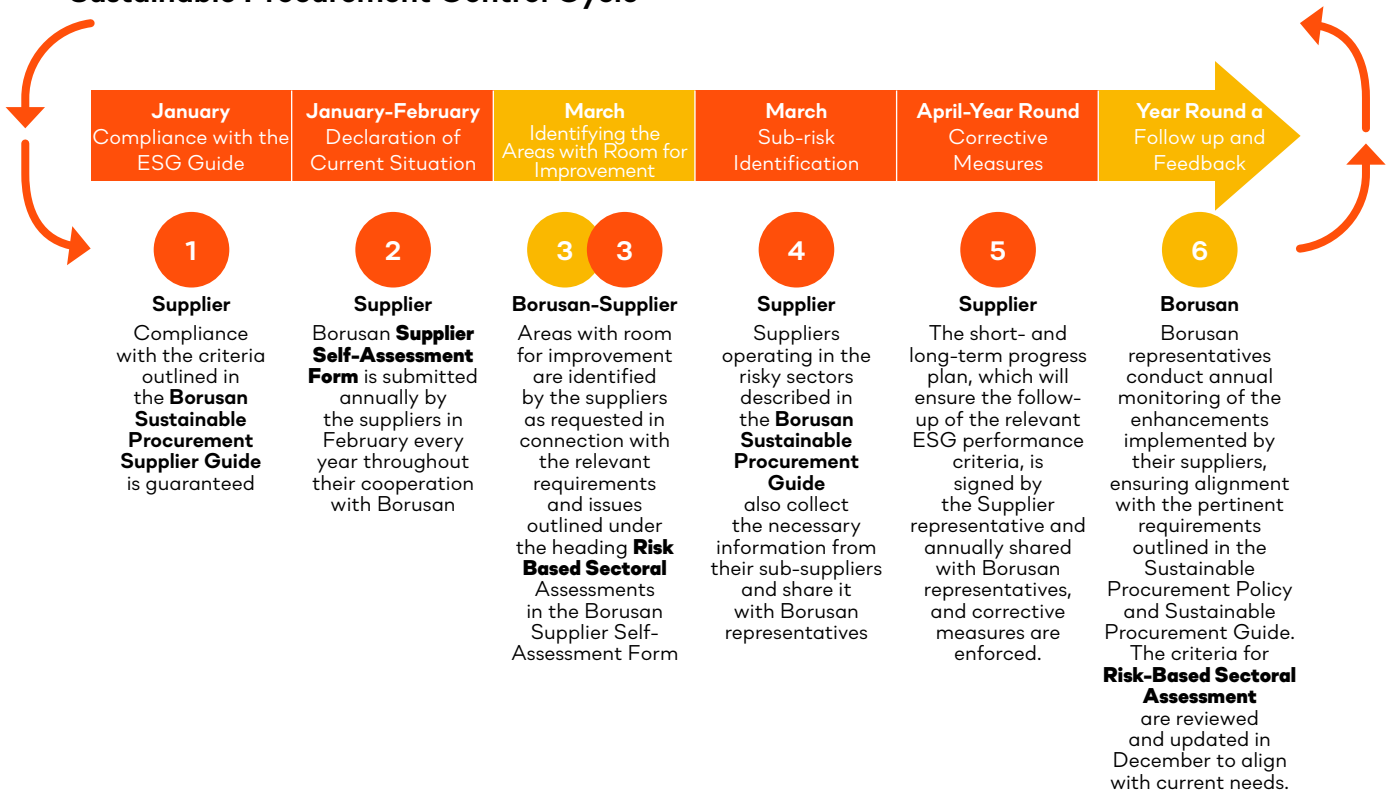 Sustainable Procurement Control Cycle
January
Compliance with the
ESG Guide
January-February
Declaration of
Current Situation
March
Identifying the
Areas with Room for
Improvement
March
Sub-risk
Identification
April-Year Round
Corrective
Measures
Year Round a
Follow up and
Feedback
1
Supplier
Compliance
with the criteria
outlined in
the Borusan
Sustainable
Procurement
Supplier Guide
is guaranteed
2
Supplier
Borusan Supplier
Self-Assessment
Form is submitted
annually by
the suppliers in
February every
year throughout
their cooperation
with Borusan
3 3
Borusan-Supplier
Areas with room
for improvement
are identified
by the suppliers
as requested in
connection with
the relevant
requirements
and issues
outlined under
the heading Risk
Based Sectoral
Assessments
in the Borusan
Supplier Self-
Assessment Form
4
Supplier
Suppliers
operating in the
risky sectors
described in
the Borusan
Sustainable
Procurement
Guide
also collect
the necessary
information from
their sub-suppliers
and share it
with Borusan
representatives
5
Supplier
The short- and
long-term progress
plan, which will
ensure the follow-
up of the relevant
ESG performance
criteria, is
signed by
the Supplier
representative and
annually shared
with Borusan
representatives,
and corrective
measures are
enforced.
6
Borusan
Borusan
representatives
conduct annual
monitoring of the
enhancements
implemented by
their suppliers,
ensuring alignment
with the pertinent
requirements
outlined in the
Sustainable
Procurement Policy
and Sustainable
Procurement Guide.
The criteria for
Risk-Based Sectoral
Assessment
are reviewed
and updated in
December to align
with current needs.